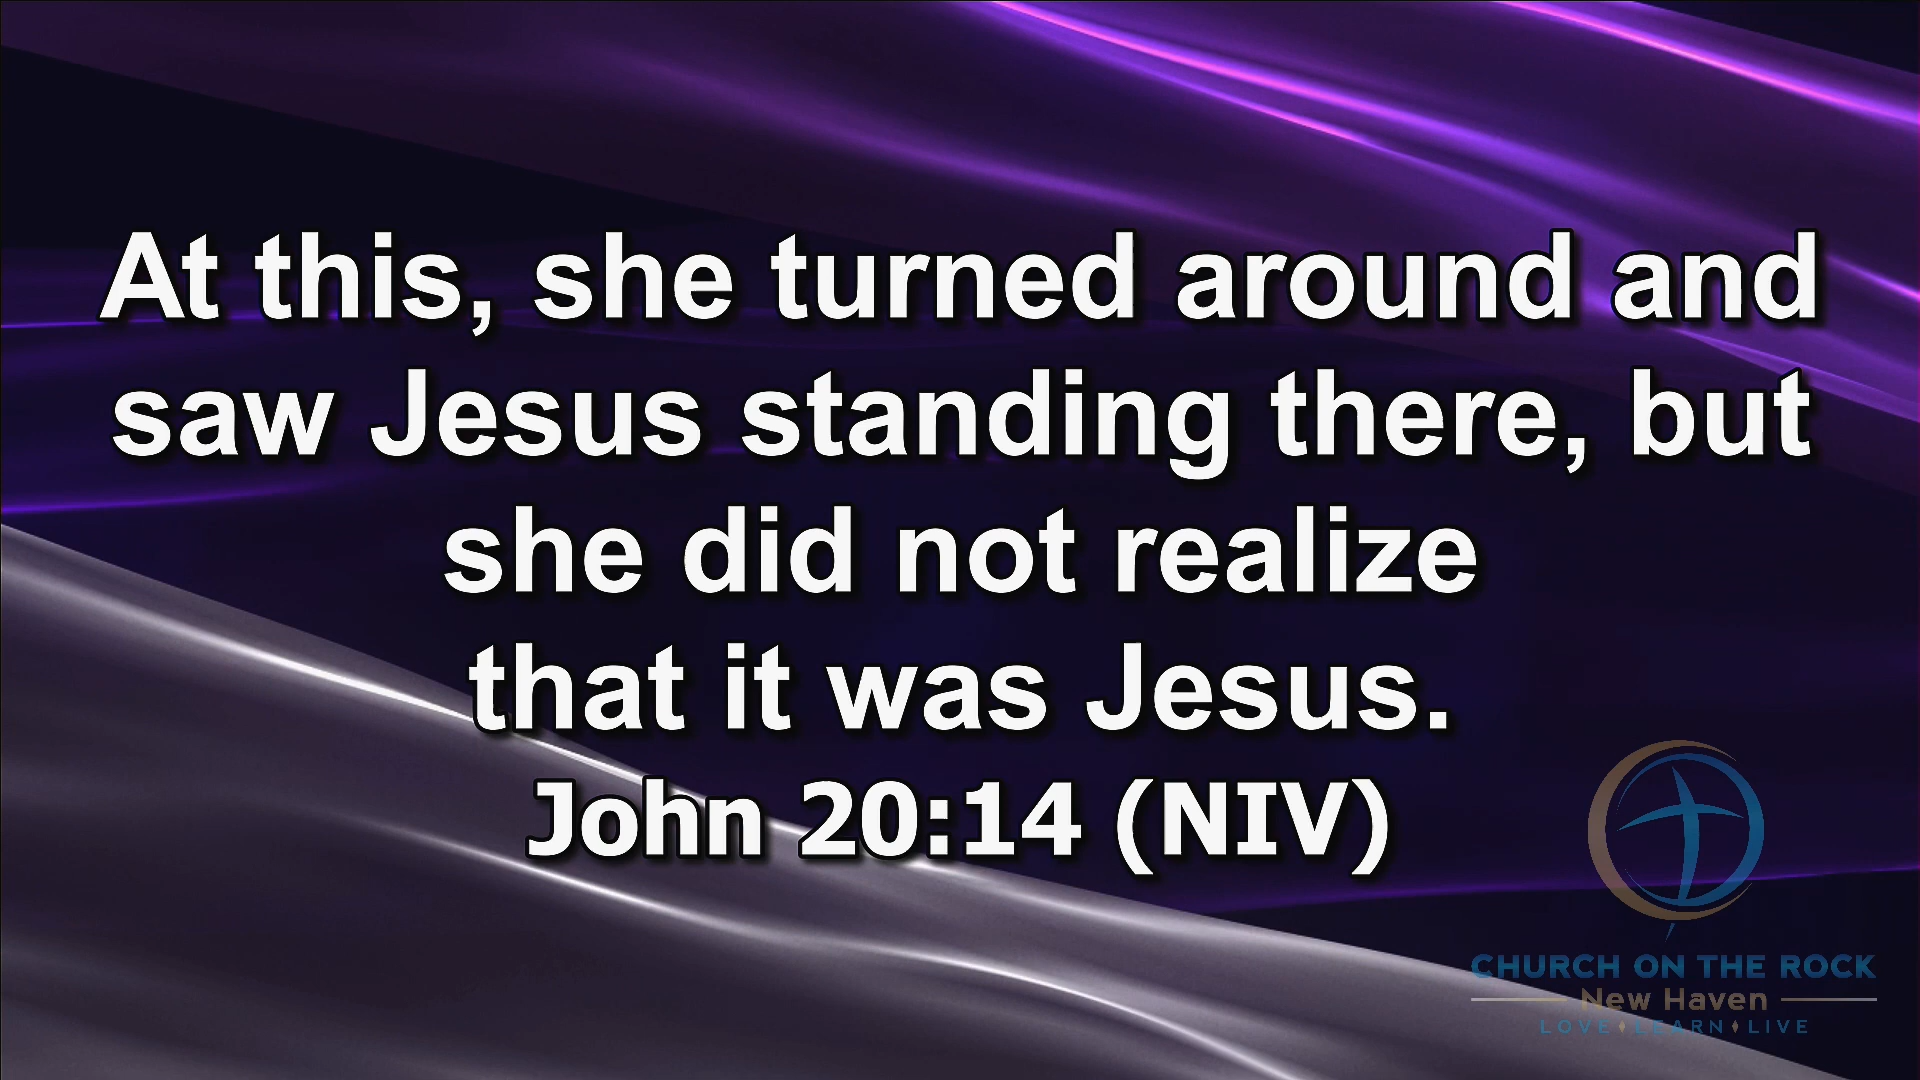 At this, she turned around and
saw Jesus standing there, but
she did not realize
that it was Jesus.
John 20:14 (NIV)
CHURCH ON THE ROCK
New Haven
LOVE♦LEARN♦LIVE